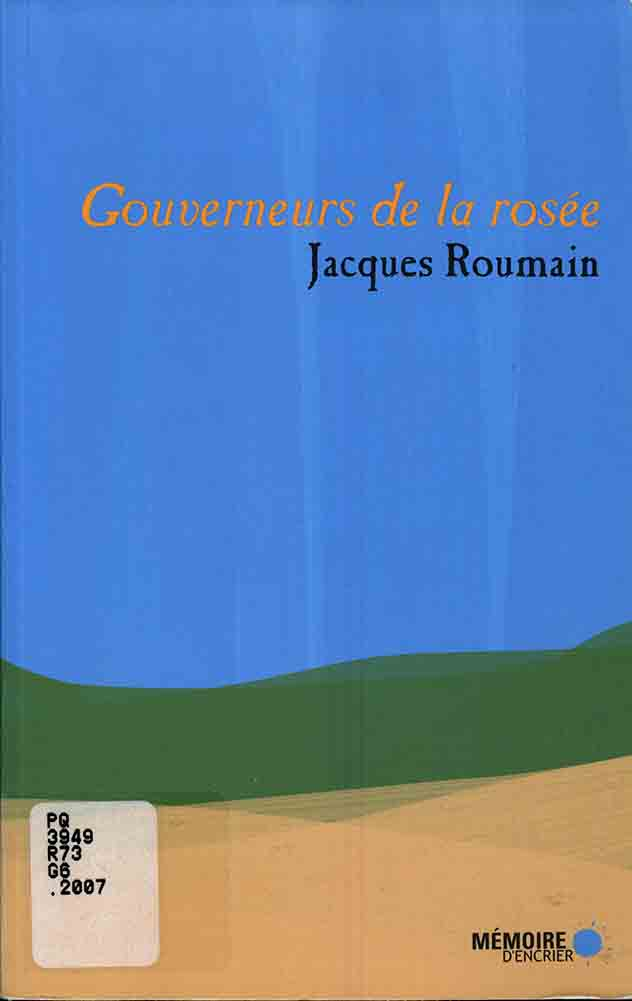 Gouverneurs de la rosée
Jacques Roumain
PQ
3949
R73
G6
.2007
MÉMOIRE
D'ENCRIER